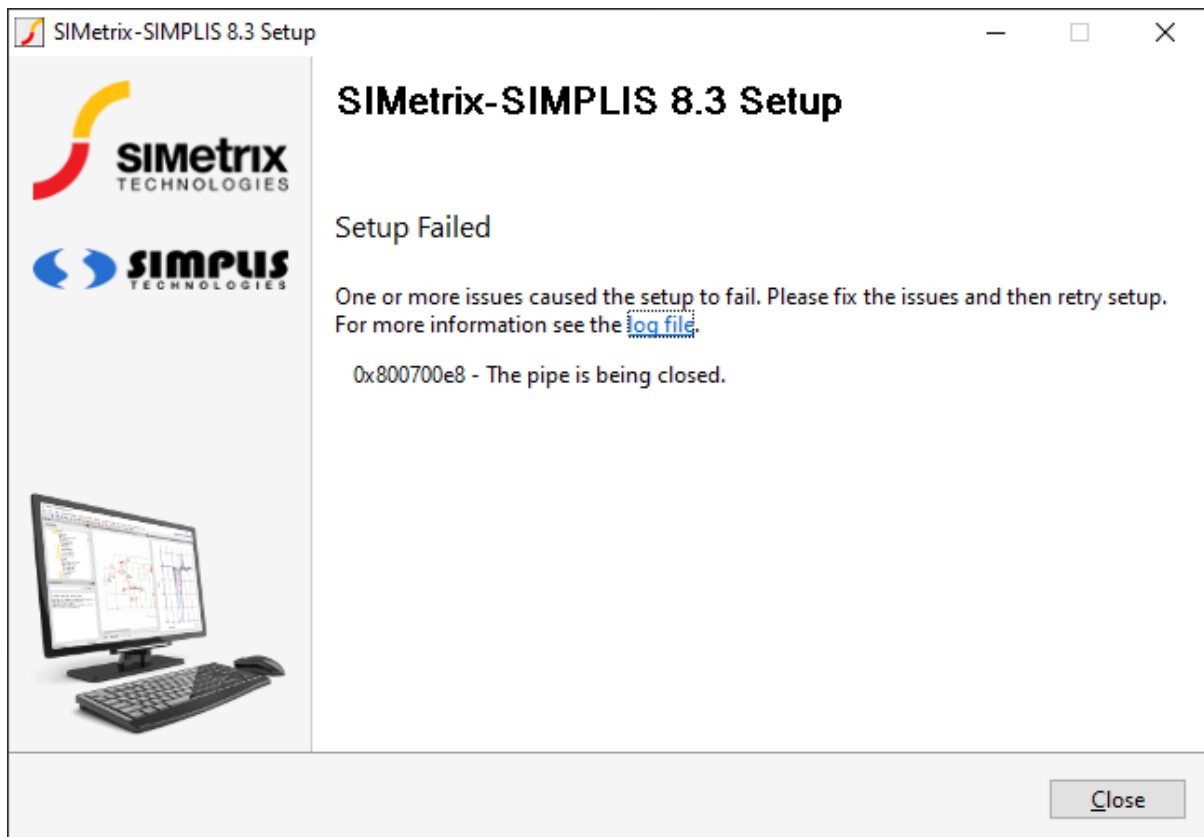 SIMetrix-SIMPLIS 8.3 Setup
SIMetrix
TECHNOLOGIES
SIMPLIS
TECHNOLOGIES
SIMetrix-SIMPLIS 8.3 Setup
Setup Failed
One or more issues caused the setup to fail. Please fix the issues and then retry setup.
For more information see the log file.
0x800700e8 - The pipe is being closed.
Close